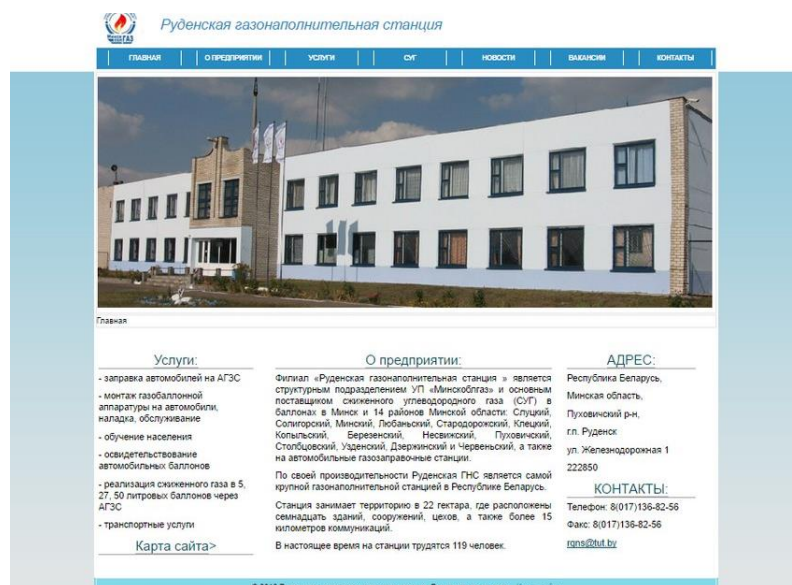 Руденская газонаполнительная станция
ГЛАВНАЯ
О ПРЕДПРИЯТИИ
УСЛУГИ
СУГ
НОВОСТИ
ВАКАНСИИ
КОНТАКТЫ
Главная
Услуги:
- заправка автомобилей на АГЗС
- монтаж газобаллонной
аппаратуры на автомобили,
наладка, обслуживание
- обучение населения
- освидетельствование
автомобильных баллонов
- реализация сжиженного газа в 5,
27, 50 литровых баллонов через
АГЗС
- транспортные услуги
Карта сайта>
О предприятии:
Филиал «Руденская газонаполнительная станция » является
структурным подразделением УП «Минскоблгаз» и основным
поставщиком сжиженного углеводородного газа (СУГ) в
баллонах в Минск и 14 районов Минской области: Слуцкий,
Солигорский, Минский, Любаньский, Стародорожский, Клецкий,
Копыльский, Березенский, Несвижский, Пуховичский,
Столбцовский, Узденский, Дзержинский и Червеньский, а также
на автомобильные газозаправочные станции.
По своей производительности Руденская ГНС является самой
крупной газонаполнительной станцией в Республике Беларусь.
Станция занимает территорию в 22 гектара, где расположены
семнадцать зданий, сооружений, цехов, а также более 15
километров коммуникаций.
В настоящее время на станции трудятся 119 человек.
АДРЕС:
Республика Беларусь,
Минская область,
Пуховичский р-н,
г.п. Руденск
ул. Железнодорожная 1
222850
КОНТАКТЫ:
Телефон: 8(017)136-82-56
Факс: 8(017)136-82-56
rgns@tut.by